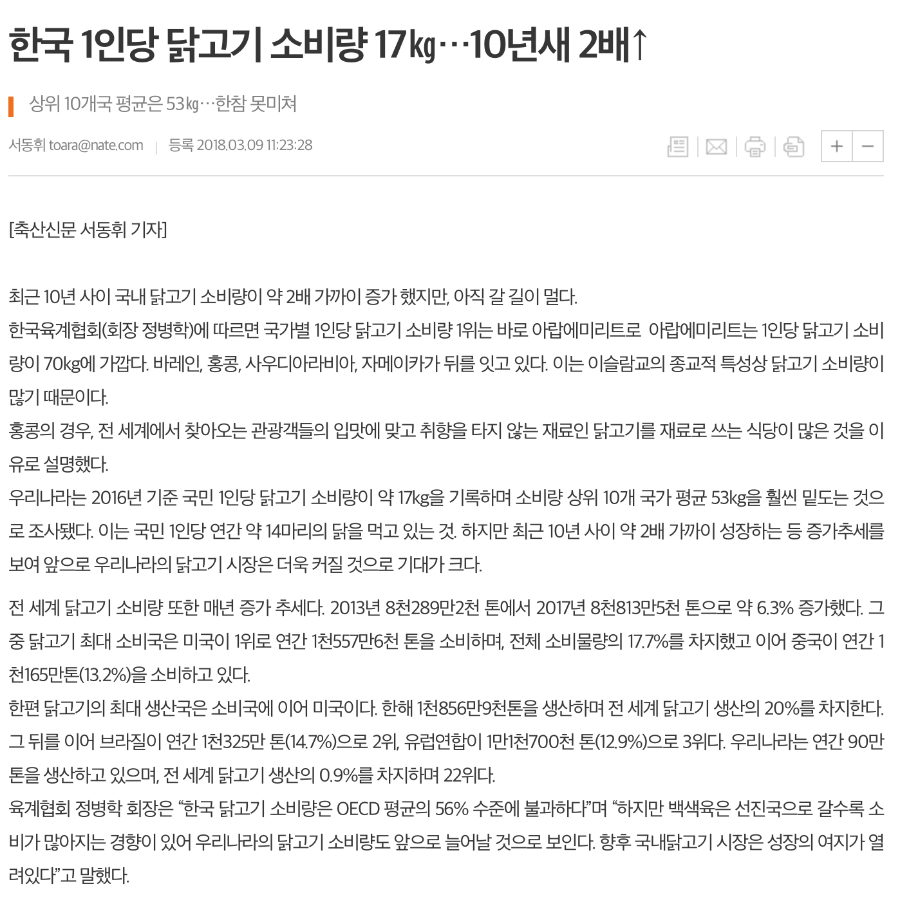 한국 1인당 닭고기 소비량 17㎏…10년새 2배↑
상위 10개국 평균은 53㎏…한참 못미쳐
서동휘 toara@nate.com 등록 2018.03.09 11:23:28
[축산신문 서동휘 기자]
최근 10년 사이 국내 닭고기 소비량이 약 2배 가까이 증가 했지만, 아직 갈 길이 멀다.
한국육계협회(회장 정병학)에 따르면 국가별 1인당 닭고기 소비량 1위는 바로 아랍에미리트로 아랍에미리트는 1인당 닭고기 소비
량이 70kg에 가깝다. 바레인, 홍콩, 사우디아라비아, 자메이카가 뒤를 잇고 있다. 이는 이슬람교의 종교적 특성상 닭고기 소비량이
많기 때문이다.
홍콩의 경우, 전 세계에서 찾아오는 관광객들의 입맛에 맞고 취향을 타지 않는 재료인 닭고기를 재료로 쓰는 식당이 많은 것을 이
유로 설명했다.
우리나라는 2016년 기준 국민 1인당 닭고기 소비량이 약 17kg을 기록하며 소비량 상위 10개 국가 평균 53kg을 훨씬 밑도는 것으
로 조사됐다. 이는 국민 1인당 연간 약 14마리의 닭을 먹고 있는 것. 하지만 최근 10년 사이 약 2배 가까이 성장하는 등 증가추세를
보여 앞으로 우리나라의 닭고기 시장은 더욱 커질 것으로 기대가 크다.
전 세계 닭고기 소비량 또한 매년 증가 추세다. 2013년 8천289만2천 톤에서 2017년 8천813만5천 톤으로 약 6.3% 증가했다. 그
중 닭고기 최대 소비국은 미국이 1위로 연간 1천557만6천 톤을 소비하며, 전체 소비물량의 17.7%를 차지했고 이어 중국이 연간 1
천165만톤(13.2%)을 소비하고 있다.
한편 닭고기의 최대 생산국은 소비국에 이어 미국이다. 한해 1천856만9천톤을 생산하며 전 세계 닭고기 생산의 20%를 차지한다.
그 뒤를 이어 브라질이 연간 1천325만 톤(14.7%)으로 2위, 유럽연합이 1만1천700천 톤(12.9%)으로 3위다. 우리나라는 연간 90만
톤을 생산하고 있으며, 전 세계 닭고기 생산의 0.9%를 차지하며 22위다.
육계협회 정병학 회장은 “한국 닭고기 소비량은 OECD 평균의 56% 수준에 불과하다”며 “하지만 백색육은 선진국으로 갈수록 소
비가 많아지는 경향이 있어 우리나라의 닭고기 소비량도 앞으로 늘어날 것으로 보인다. 향후 국내닭고기 시장은 성장의 여지가 열
려있다”고 말했다.